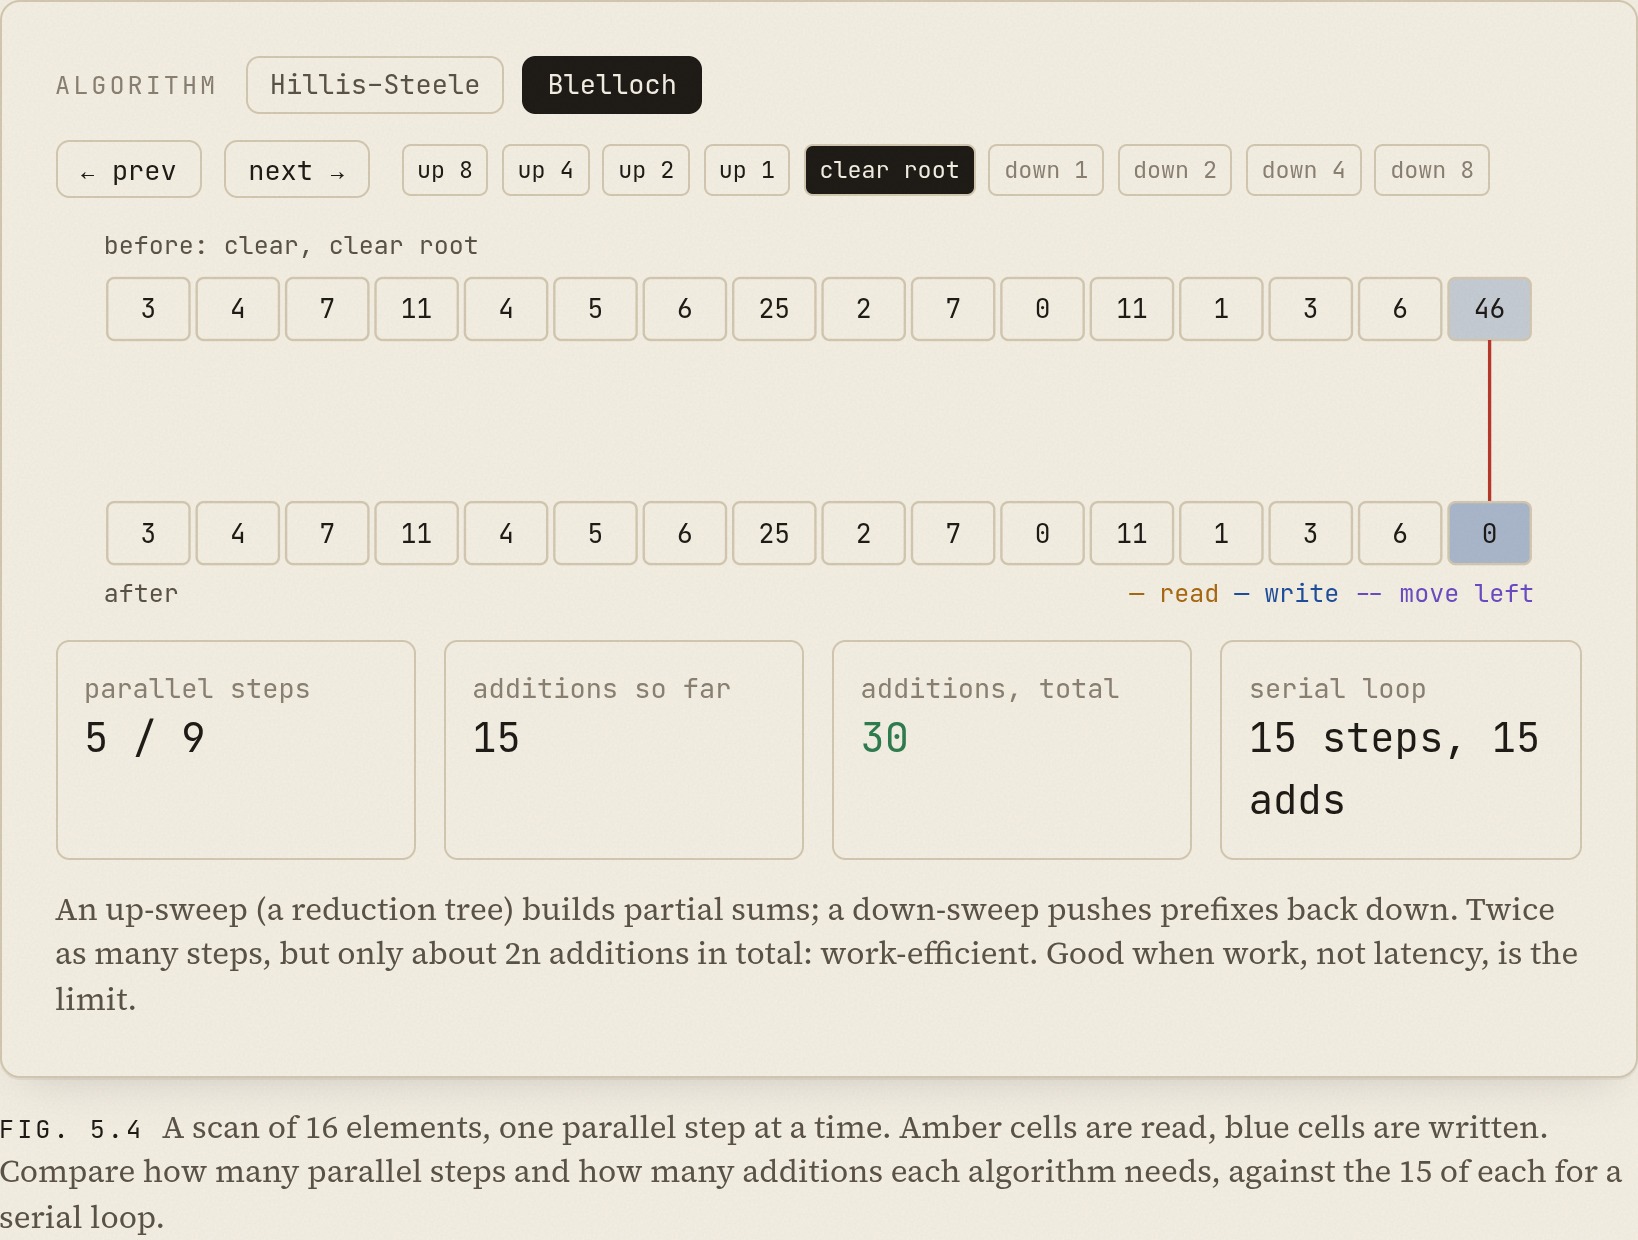 ALGORITHM Hillis–Steele Blelloch
← prev next → up 8 up 4 up 2 up 1 clear root down 1 down 2 down 4 down 8
before: clear, clear root
3 4 7 11 4 5 6 25 2 7 0 11 1 3 6 46
3 4 7 11 4 5 6 25 2 7 0 11 1 3 6 0
after — read — write -- move left
parallel steps additions so far additions, total serial loop
5 / 9 15 30 15 steps, 15
adds
An up-sweep (a reduction tree) builds partial sums; a down-sweep pushes prefixes back down. Twice
as many steps, but only about 2n additions in total: work-efficient. Good when work, not latency, is the
limit.
FIG. 5.4 A scan of 16 elements, one parallel step at a time. Amber cells are read, blue cells are written.
Compare how many parallel steps and how many additions each algorithm needs, against the 15 of each for a
serial loop.